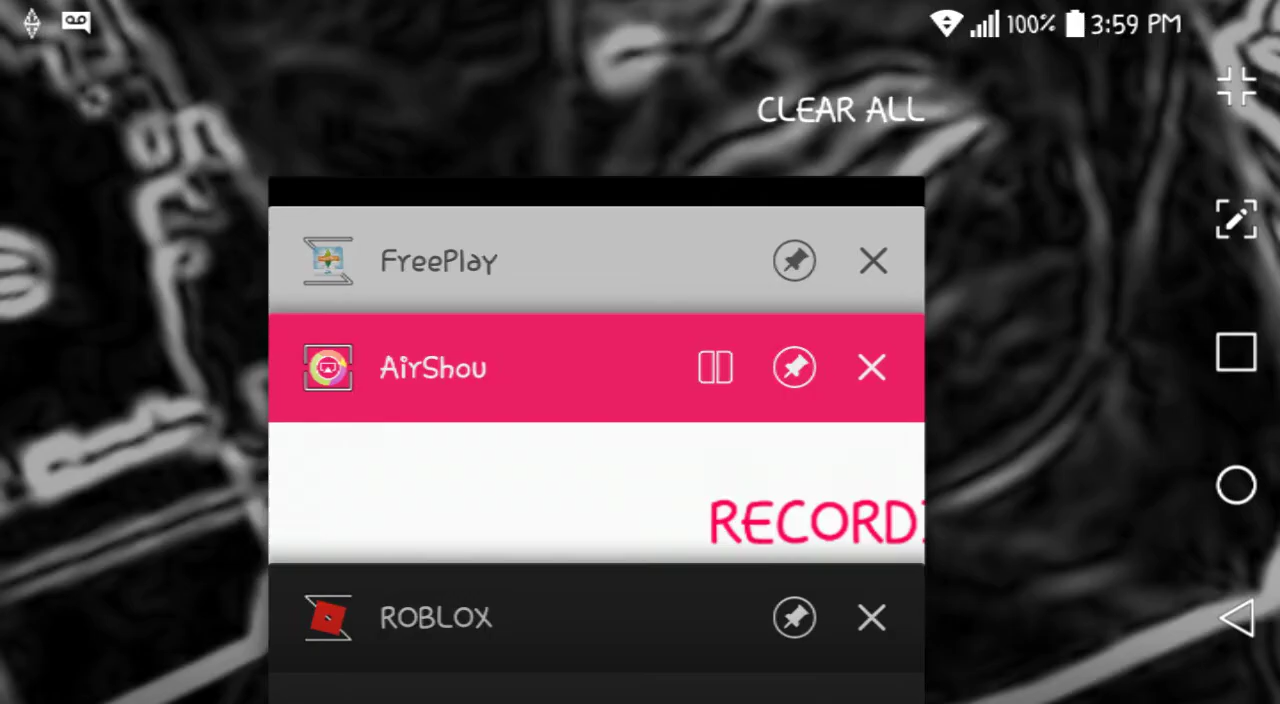 100% 3:59 PM
CLEAR ALL
FreePlay
AirShou
RECORD
ROBLOX